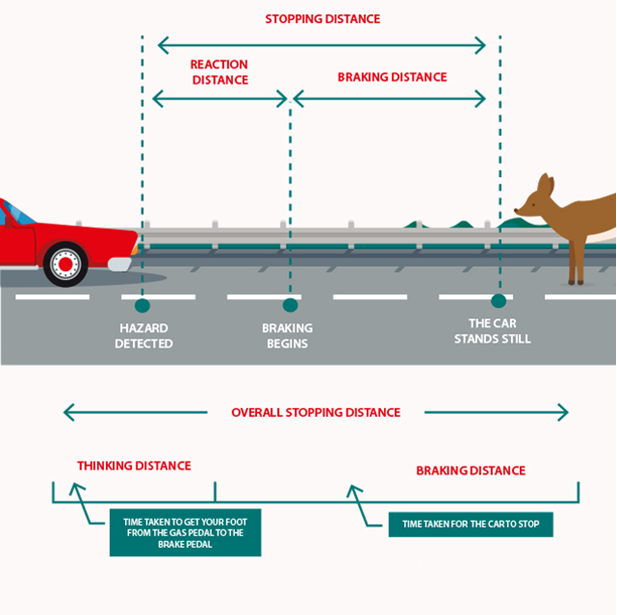 STOPPING DISTANCE
REACTION
DISTANCE
BRAKING DISTANCE
HAZARD
DETECTED
BRAKING
BEGINS
THE CAR
STANDS STILL
OVERALL STOPPING DISTANCE
THINKING DISTANCE
BRAKING DISTANCE
TIME TAKEN TO GET YOUR FOOT
FROM THE GAS PEDAL TO THE
BRAKE PEDAL
TIME TAKEN FOR THE CAR TO STOP